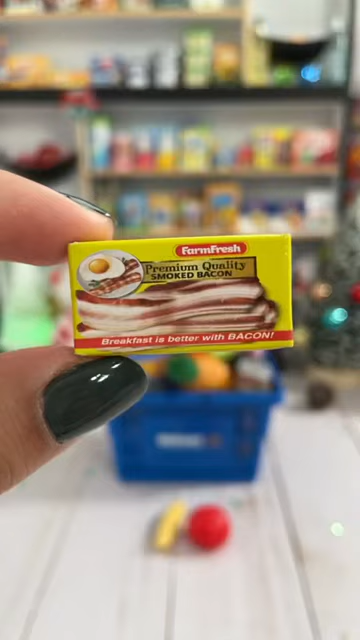 FarmFresh
Premium Quality
SMOKED BACON
Breakfast is better with BACON!